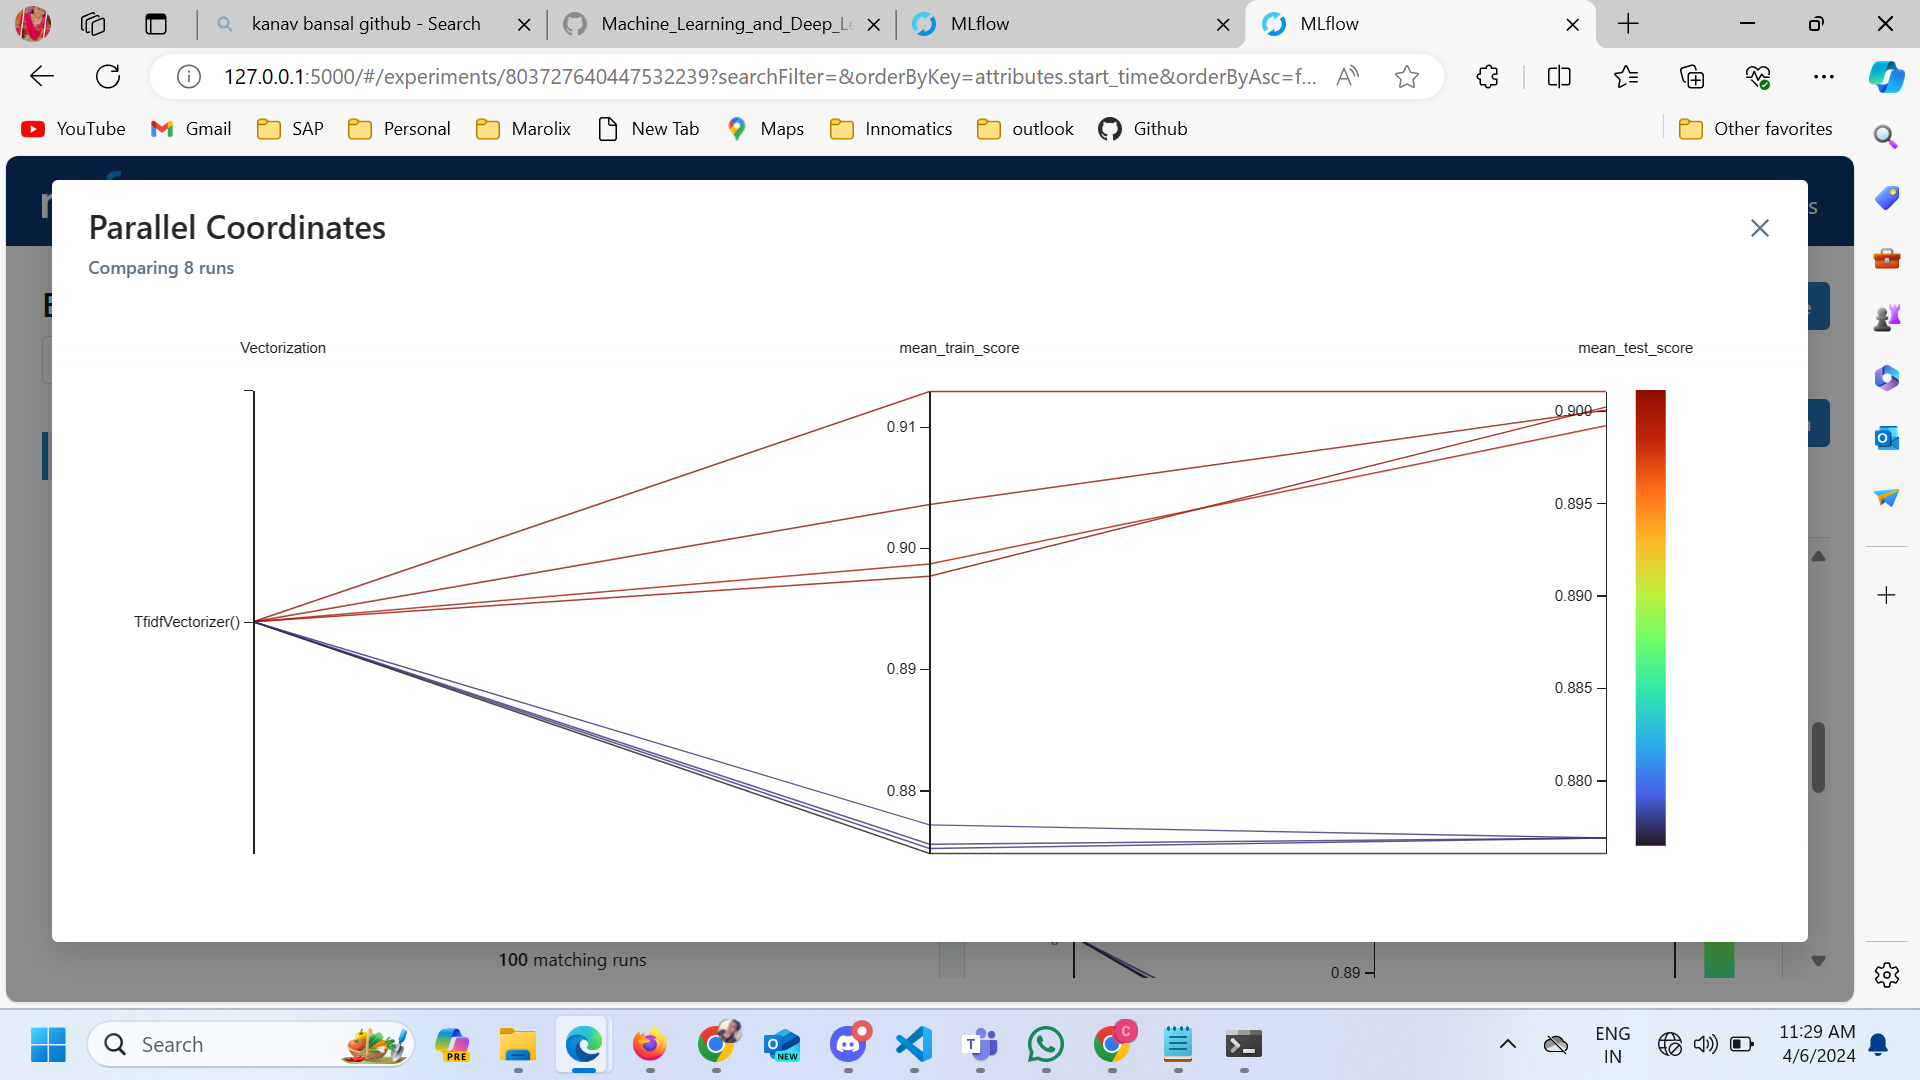 kanav bansal github - Search
Machine_Learning_and_Deep_Le
MLflow
MLflow
127.0.0.1:5000/#/experiments/803727640447532239?searchFilter=&orderByKey=attributes.start_time&orderByAsc=f...
YouTube
Gmail
SAP
Personal
Marolix
New Tab
Maps
Innomatics
outlook
Github
Other favorites
Parallel Coordinates
Comparing 8 runs
Vectorization
mean_train_score
mean_test_score
TfidfVectorizer()
0.91
0.90
0.89
0.88
0.900
0.895
0.890
0.885
0.880
100 matching runs
0.89
Search
PRE
NEW
C
ENG
IN
11:29 AM
4/6/2024